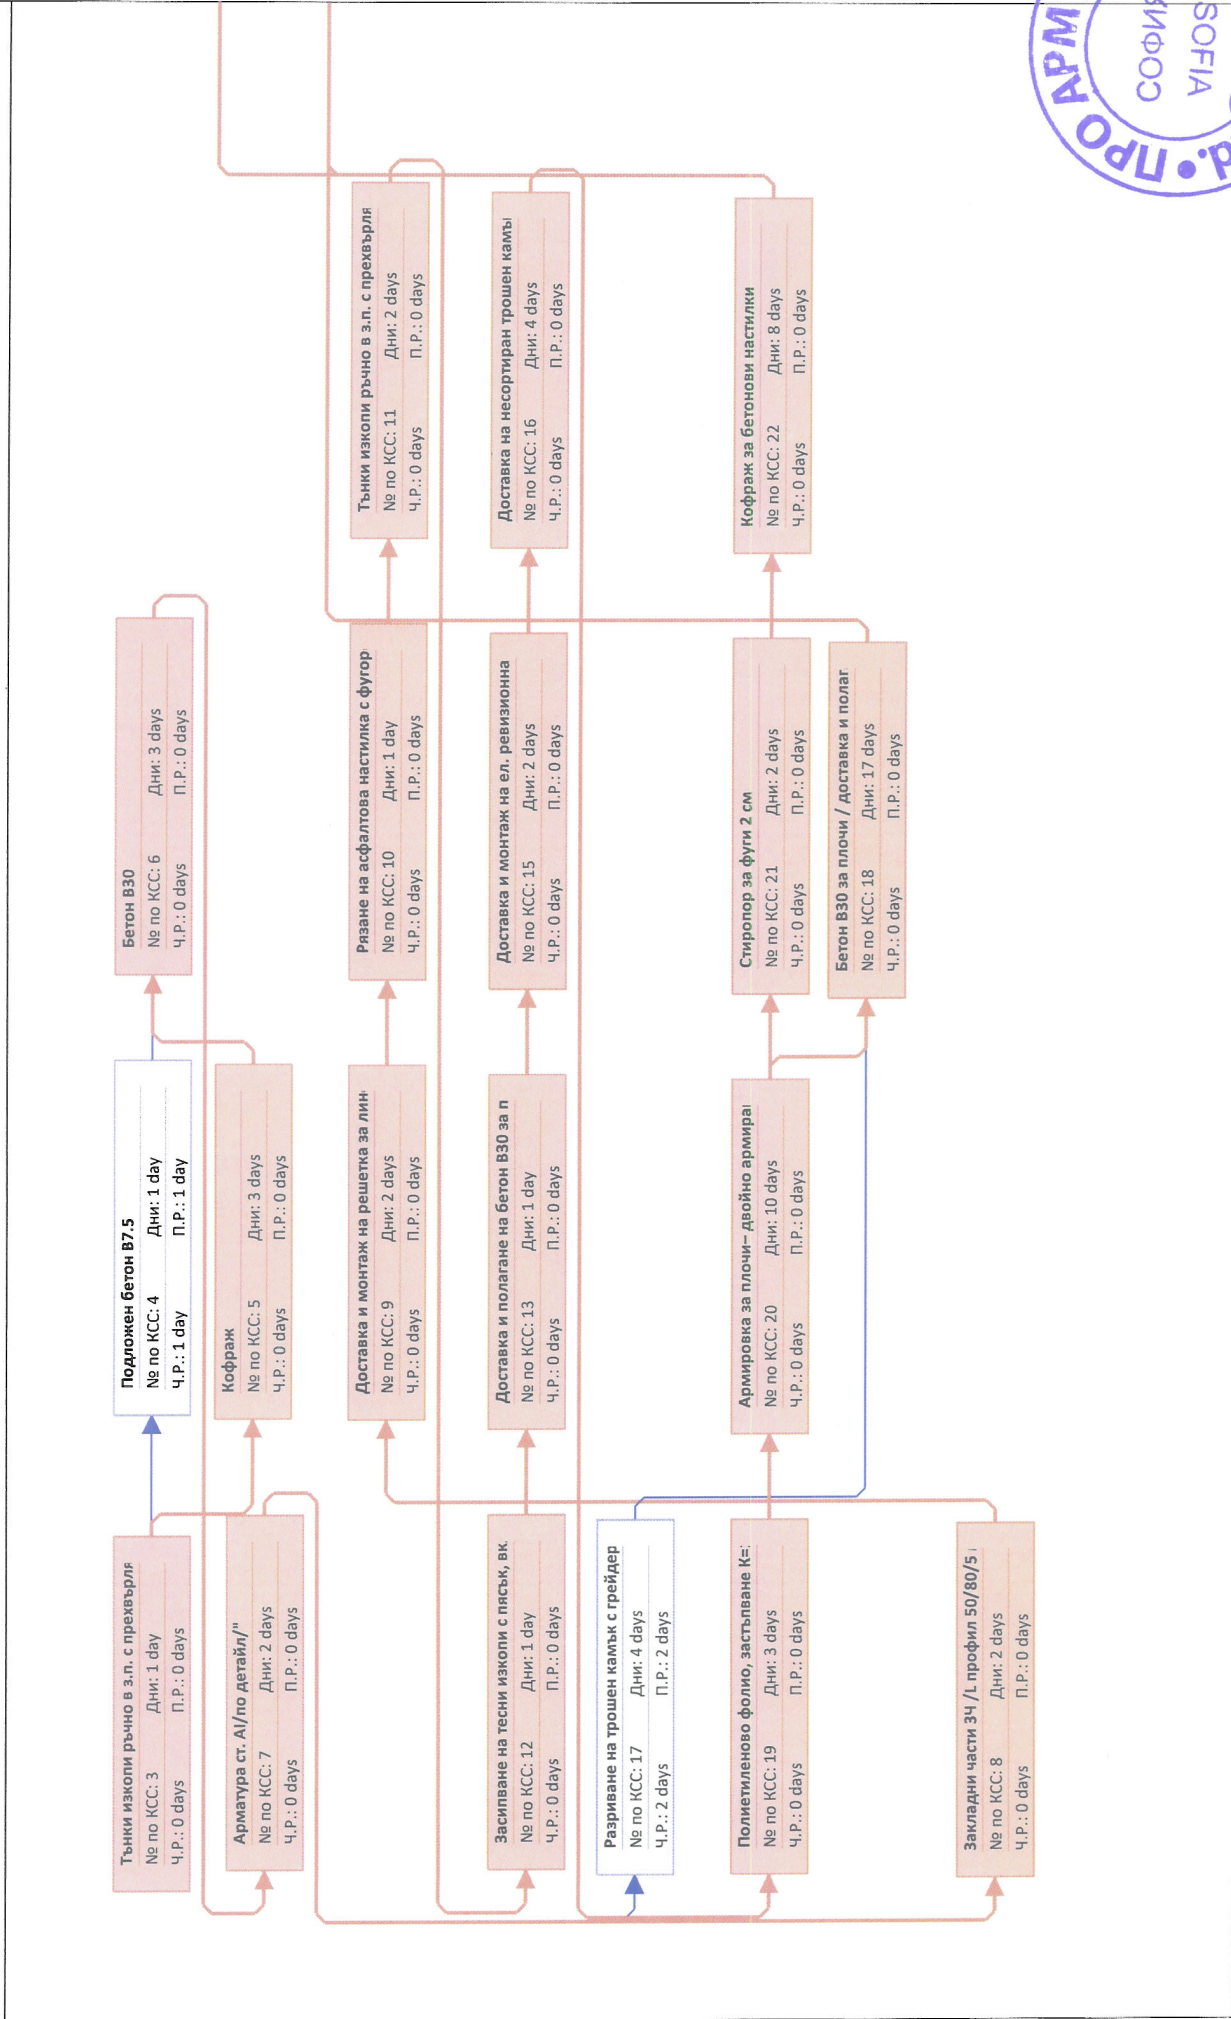 Тънки изкопи ръчно в з.п. с прехвърля
№ по КСС: 3 Дни: 1 day
Ч.Р.: 0 days П.Р.: 0 days
Подложен бетон В7.5
№ по КСС: 4 Дни: 1 day
Ч.Р.: 1 day П.Р.: 1 day
Бетон В30
№ по КСС: 6 Дни: 3 days
Ч.Р.: 0 days П.Р.: 0 days
Арматура ст. AI/по детайл/"
№ по КСС: 7 Дни: 2 days
Ч.Р.: 0 days П.Р.: 0 days
Кофраж
№ по КСС: 5 Дни: 3 days
Ч.Р.: 0 days П.Р.: 0 days
Доставка и монтаж на решетка за лин
№ по КСС: 9 Дни: 2 days
Ч.Р.: 0 days П.Р.: 0 days
Рязане на асфалтова настилка с фугор
№ по КСС: 10 Дни: 1 day
Ч.Р.: 0 days П.Р.: 0 days
Тънки изкопи ръчно в з.п. с прехвърля
№ по КСС: 11 Дни: 2 days
Ч.Р.: 0 days П.Р.: 0 days
Засипване на тесни изкопи с пясък, вк.
№ по КСС: 12 Дни: 1 day
Ч.Р.: 0 days П.Р.: 0 days
Доставка и полагане на бетон В30 за п
№ по КСС: 13 Дни: 1 day
Ч.Р.: 0 days П.Р.: 0 days
Доставка и монтаж на ел. ревизионна
№ по КСС: 15 Дни: 2 days
Ч.Р.: 0 days П.Р.: 0 days
Доставка на несортиран трошен камъ
№ по КСС: 16 Дни: 4 days
Ч.Р.: 0 days П.Р.: 0 days
Разриване на трошен камък с грейдер
№ по КСС: 17 Дни: 4 days
Ч.Р.: 2 days П.Р.: 2 days
Полиетиленово фолио, застъпване К=
№ по КСС: 19 Дни: 3 days
Ч.Р.: 0 days П.Р.: 0 days
Армировка за плочи– двойно армира
№ по КСС: 20 Дни: 10 days
Ч.Р.: 0 days П.Р.: 0 days
Стиропор за фуги 2 см
№ по КСС: 21 Дни: 2 days
Ч.Р.: 0 days П.Р.: 0 days
Кофраж за бетонови настилки
№ по КСС: 22 Дни: 8 days
Ч.Р.: 0 days П.Р.: 0 days
Бетон В30 за плочи / доставка и полаг
№ по КСС: 18 Дни: 17 days
Ч.Р.: 0 days П.Р.: 0 days
Закладни части ЗЧ /L профил 50/80/5
№ по КСС: 8 Дни: 2 days
Ч.Р.: 0 days П.Р.: 0 days
ПРО АРМ
СОФИЯ
SOFIA
d.